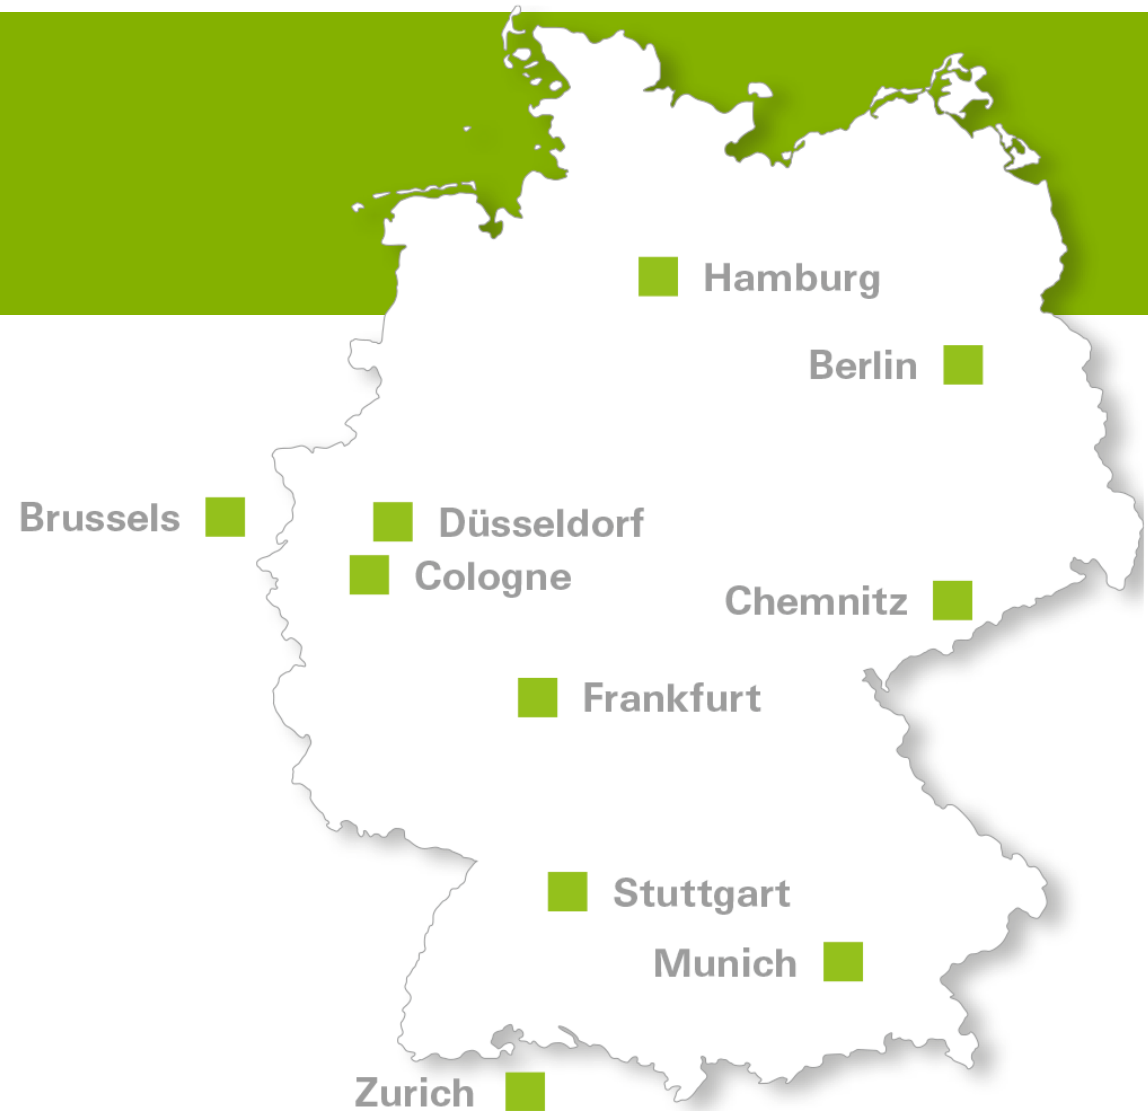 Hamburg
Berlin
Brussels
Düsseldorf
Cologne
Chemnitz
Frankfurt
Stuttgart
Munich
Zurich